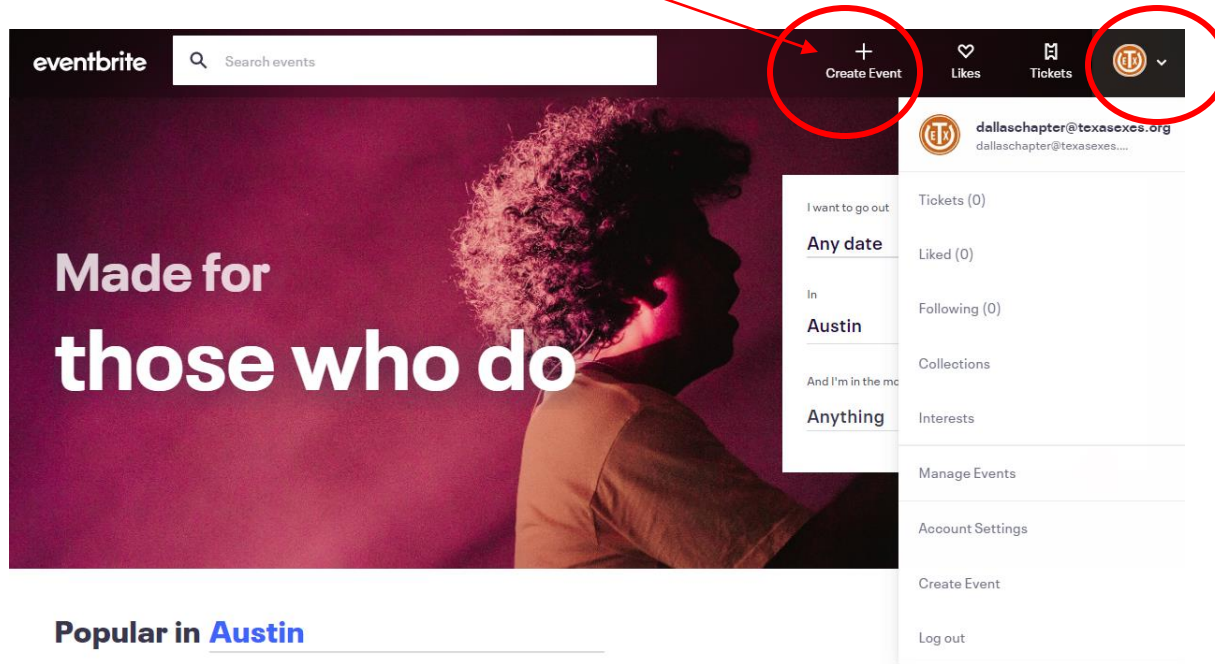 eventbrite
Search events
Create Event
Likes
Tickets
ETX
dallaschapter@texasexes.org
ETX
dallaschapter@texasexes....
Made for
those who do
I want to go out
Any date
In
Austin
And I'm in the mo
Anything
Tickets (0)
Liked (0)
Following (0)
Collections
Interests
Manage Events
Account Settings
Create Event
Log out
Popular in Austin